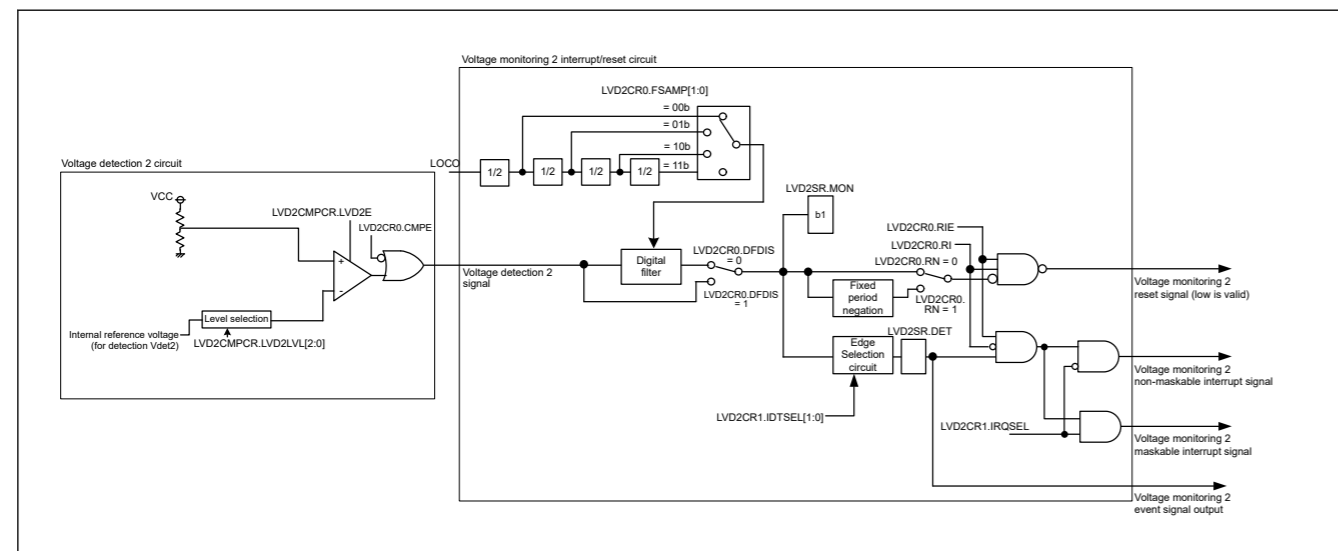 Voltage monitoring 2 interrupt/reset circuit
LVD2CR0.FSAMP[1:0]
= 00b
= 01b
= 10b
= 11b
LOCO
1/2
1/2
1/2
1/2
Voltage detection 2 circuit
VCC
LVD2CMPCR.LVD2E
LVD2CR0.CMPE
+
-
Level selection
Internal reference voltage
(for detection Vdet2)
LVD2CMPCR.LVD2LVL[2:0]
Voltage detection 2
signal
Digital
filter
LVD2CR0.DFDIS
= 0
LVD2CR0.DFDIS
= 1
LVD2SR.MON
b1
LVD2CR0.RIE
LVD2CR0.RI
LVD2CR0.RN = 0
Fixed
period
negation
LVD2CR0.
RN = 1
Voltage monitoring 2
reset signal (low is valid)
LVD2SR.DET
Edge
Selection
circuit
LVD2CR1.IDTSEL[1:0]
Voltage monitoring 2
non-maskable interrupt signal
LVD2CR1.IRQSEL
Voltage monitoring 2
maskable interrupt signal
Voltage monitoring 2
event signal output